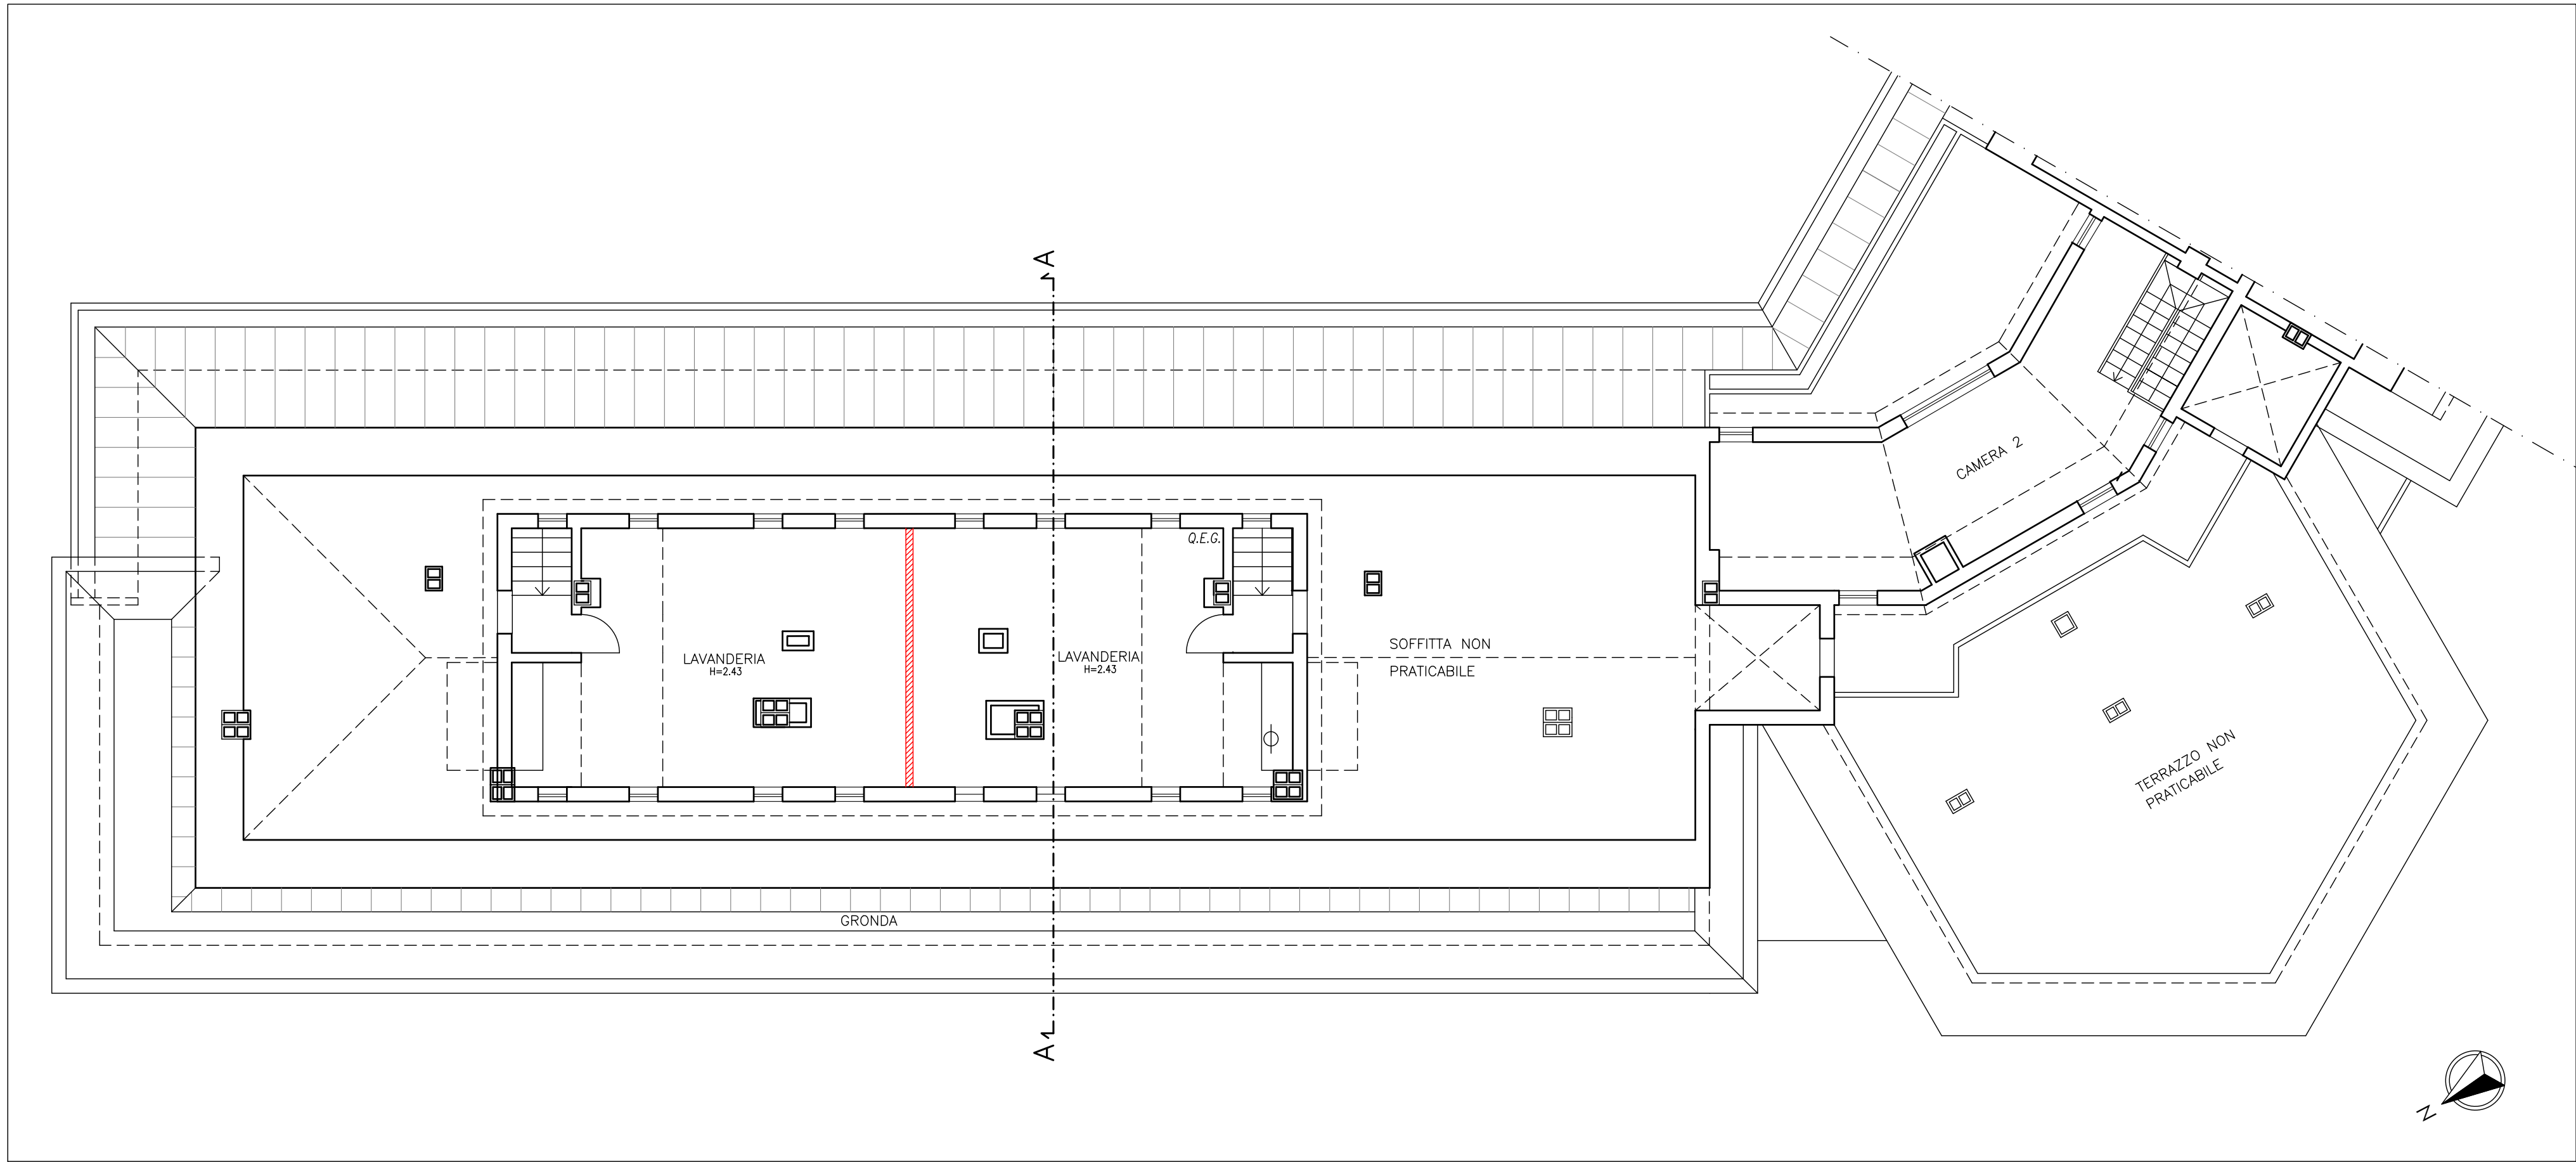 A
CAMERA 2
Q.E.G.
SOFFITTA NON
PRATICABILE
LAVANDERIA
H=2.43
LAVANDERIA
H=2.43
TERRAZZO NON
PRATICABILE
GRONDA
A
N